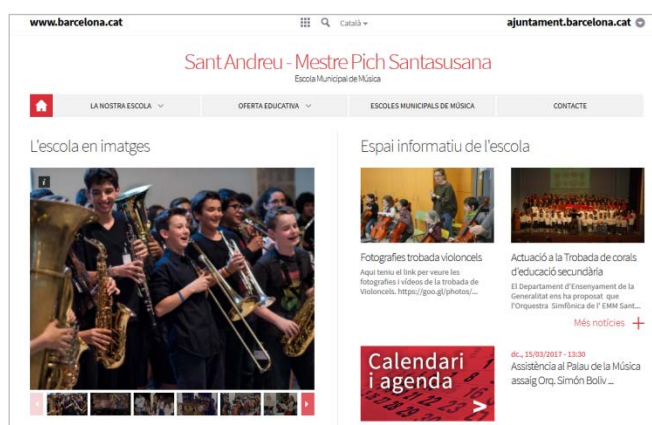 www.barcelona.cat
Català
ajuntament.barcelona.cat
Sant Andreu - Mestre Pich Santasusana
Escola Municipal de Música
LA NOSTRA ESCOLA
OFERTA EDUCATIVA
ESCOLES MUNICIPALS DE MÚSICA
CONTACTE
L'escola en imatges
i
Espai informatiu de l'escola
Fotografies trobada violoncels
Aqui teniu el link per veure les
fotografies i vídeos de la trobada de
Violoncels. https://goo.gl/photos/...
Actuació a la Trobada de corals
d'educació secundària
El Departament d'Ensenyament de la
Generalitat ens ha proposat que
l'Orquestra Simfònica de l' EMM Sant...
Més notícies
Calendari
i agenda
dc., 15/03/2017 - 13:30
Assistència al Palau de la Música
assaig Orq. Simón Boliv ...